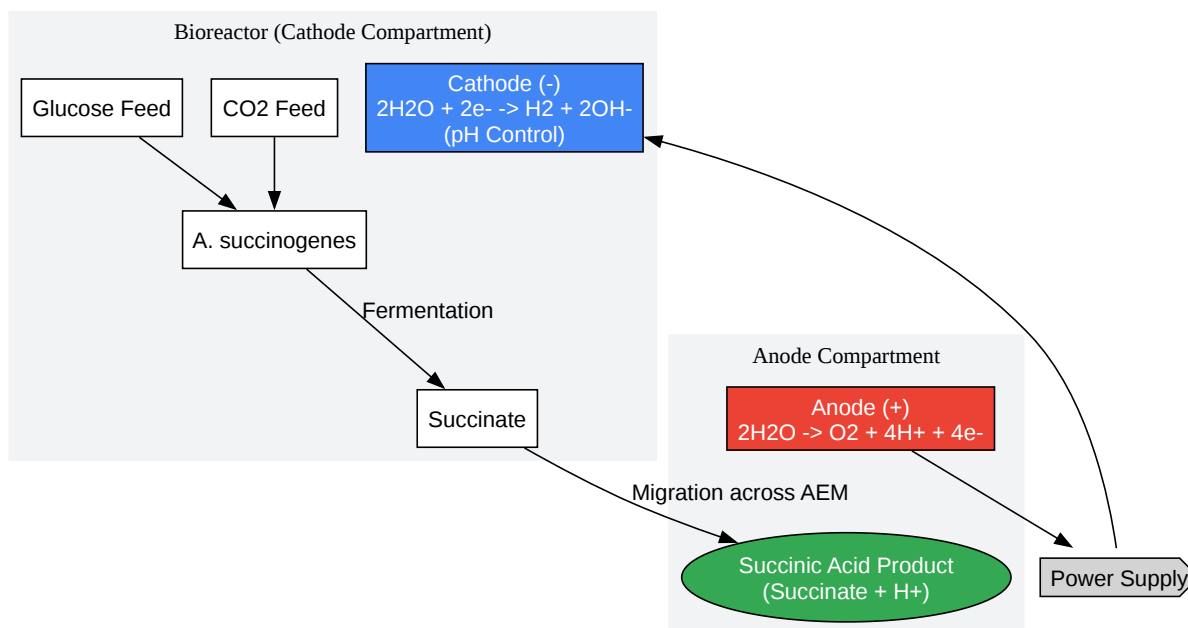 Bioreactor (Cathode Compartment)
Glucose Feed
CO2 Feed
Cathode (-)
2H2O + 2e- -> H2 + 2OH-
(pH Control)
A. succinogenes
Fermentation
Succinate
Anode Compartment
Anode (+)
2H2O -> O2 + 4H+ + 4e-
Migration across AEM
Succinic Acid Product
(Succinate + H+)
Power Supply